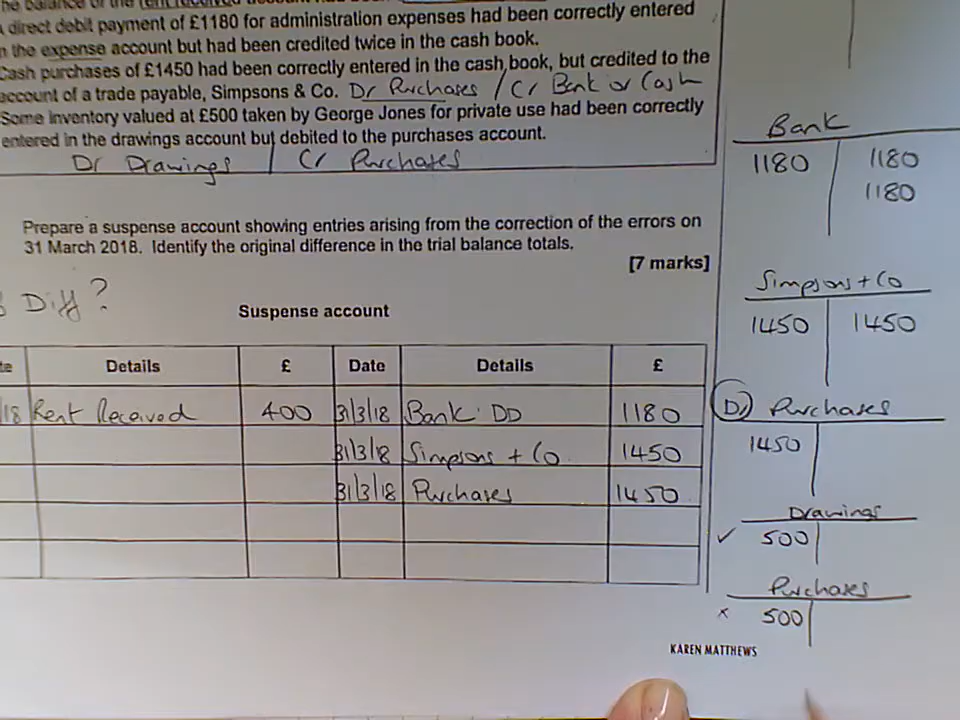 direct debit payment of £1180 for administration expenses had been correctly entered
the expense account but had been credited twice in the cash book.
Cash purchases of £1450 had been correctly entered in the cash book, but credited to the
account of a trade payable, Simpsons & Co. Dr Purchases / Cr Bank or Cash
Some inventory valued at £500 taken by George Jones for private use had been correctly
entered in the drawings account but debited to the purchases account.
Dr Drawings / Cr Purchases
Prepare a suspense account showing entries arising from the correction of the errors on
31 March 2018. Identify the original difference in the trial balance totals.
[7 marks]
Diff?
Suspense account
Details £ Date Details £
18 Rent Received 400 31/3/18 Bank DD 1180
31/3/18 Simpsons + Co 1450
31/3/18 Purchases 1450
Bank
1180 1180
1180
Simpsons + Co
1450 1450
Dr Purchases
1450
Drawings
✓ 500
Purchases
x 500
KAREN MATTHEWS